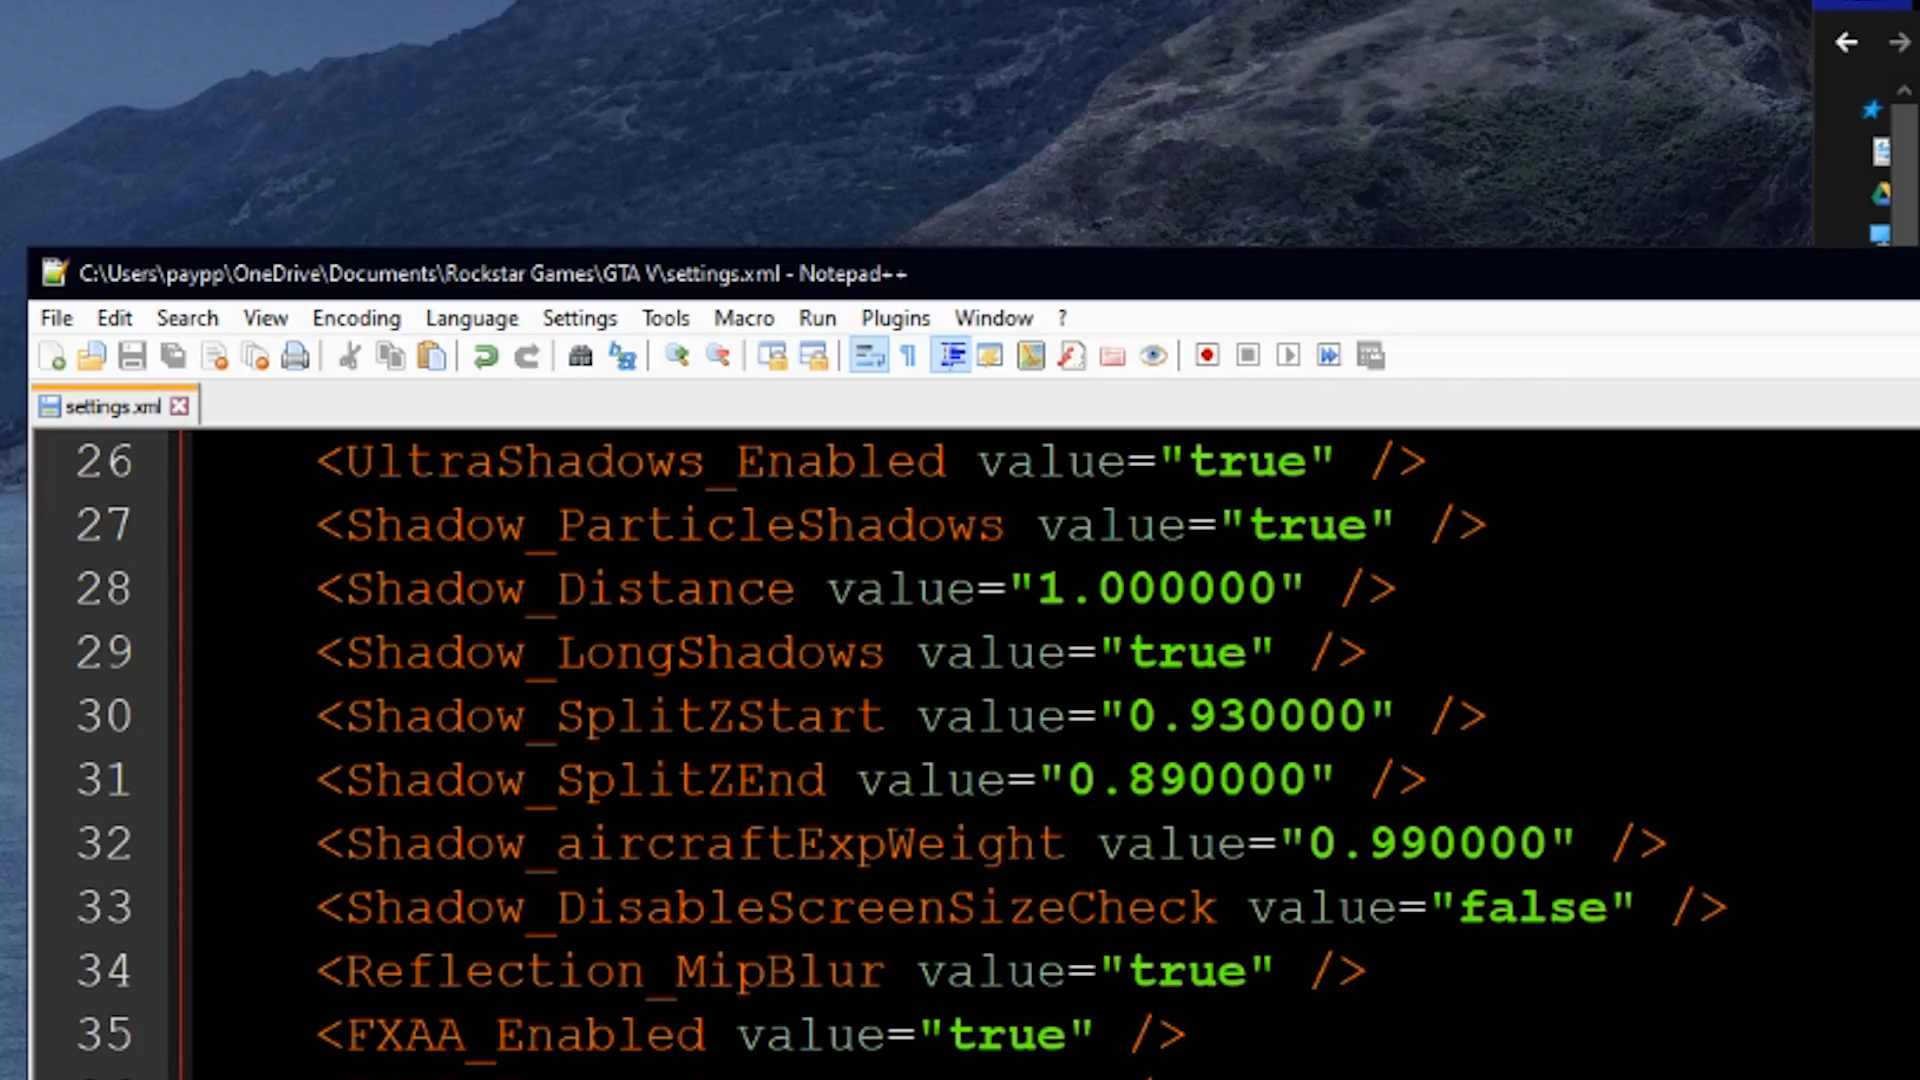 C:\Users\paypp\OneDrive\Documents\Rockstar Games\GTA V\settings.xml - Notepad++
File Edit Search View Encoding Language Settings Tools Macro Run Plugins Window ?
settings.xml
26 <UltraShadows_Enabled value="true" />
27 <Shadow_ParticleShadows value="true" />
28 <Shadow_Distance value="1.000000" />
29 <Shadow_LongShadows value="true" />
30 <Shadow_SplitZStart value="0.930000" />
31 <Shadow_SplitZEnd value="0.890000" />
32 <Shadow_aircraftExpWeight value="0.990000" />
33 <Shadow_DisableScreenSizeCheck value="false" />
34 <Reflection_MipBlur value="true" />
35 <FXAA_Enabled value="true" />